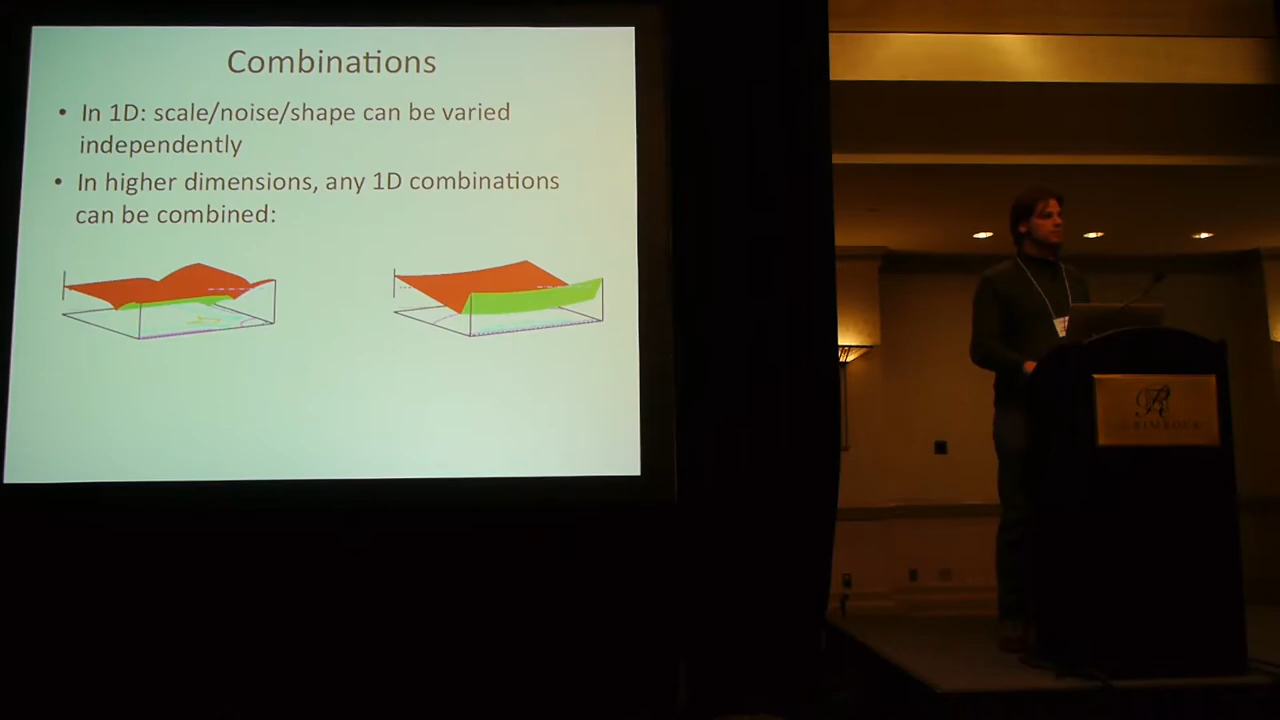 Combinations
• In 1D: scale/noise/shape can be varied
independently
• In higher dimensions, any 1D combinations
can be combined:
R
RIMROCK